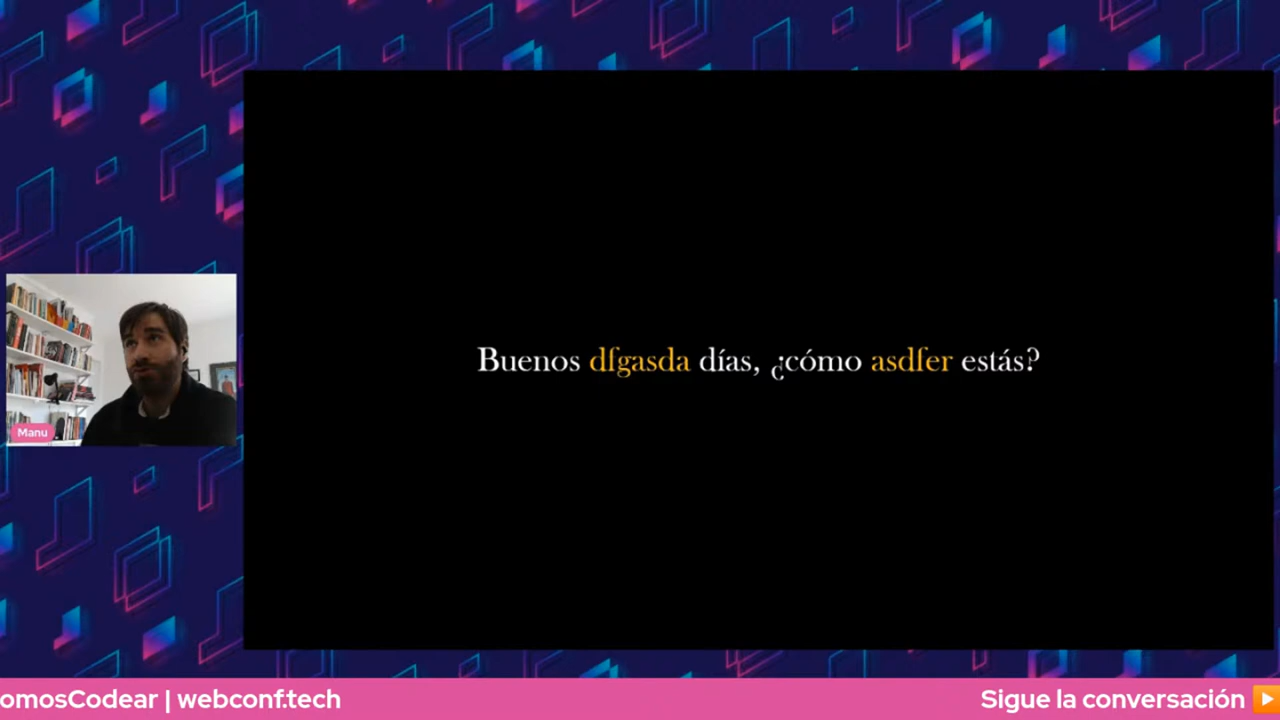 Buenos dfgasda días, ¿cómo asdfer estás?
Manu
omosCodear | webconf.tech
Sigue la conversación